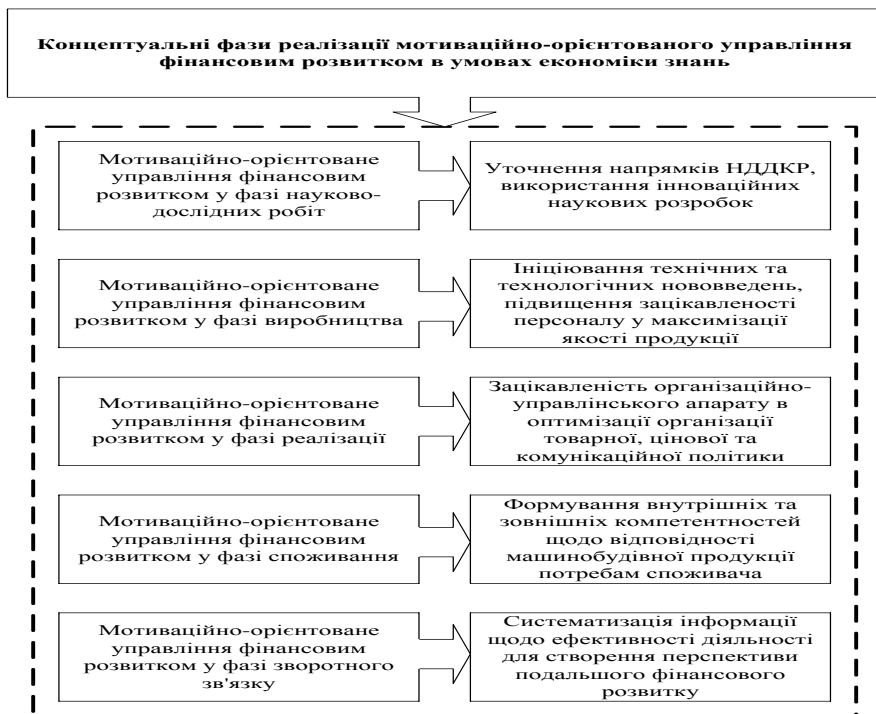 Концептуальні фази реалізації мотиваційно-орієнтованого управління
фінансовим розвитком в умовах економіки знань
Мотиваційно-орієнтоване
управління фінансовим
розвитком у фазі науково-
дослідних робіт
Уточнення напрямків НДДКР,
використання інноваційних
наукових розробок
Мотиваційно-орієнтоване
управління фінансовим
розвитком у фазі виробництва
Ініціювання технічних та
технологічних нововведень,
підвищення зацікавленості
персоналу у максимізації
якості продукції
Мотиваційно-орієнтоване
управління фінансовим
розвитком у фазі реалізації
Зацікавленість організаційно-
управлінського апарату в
оптимізації організації
товарної, цінової та
комунікаційної політики
Мотиваційно-орієнтоване
управління фінансовим
розвитком у фазі споживання
Формування внутрішніх та
зовнішніх компетентностей
щодо відповідності
машинобудівної продукції
потребам споживача
Мотиваційно-орієнтоване
управління фінансовим
розвитком у фазі зворотного
зв'язку
Систематизація інформації
щодо ефективності діяльності
для створення перспективи
подальшого фінансового
розвитку